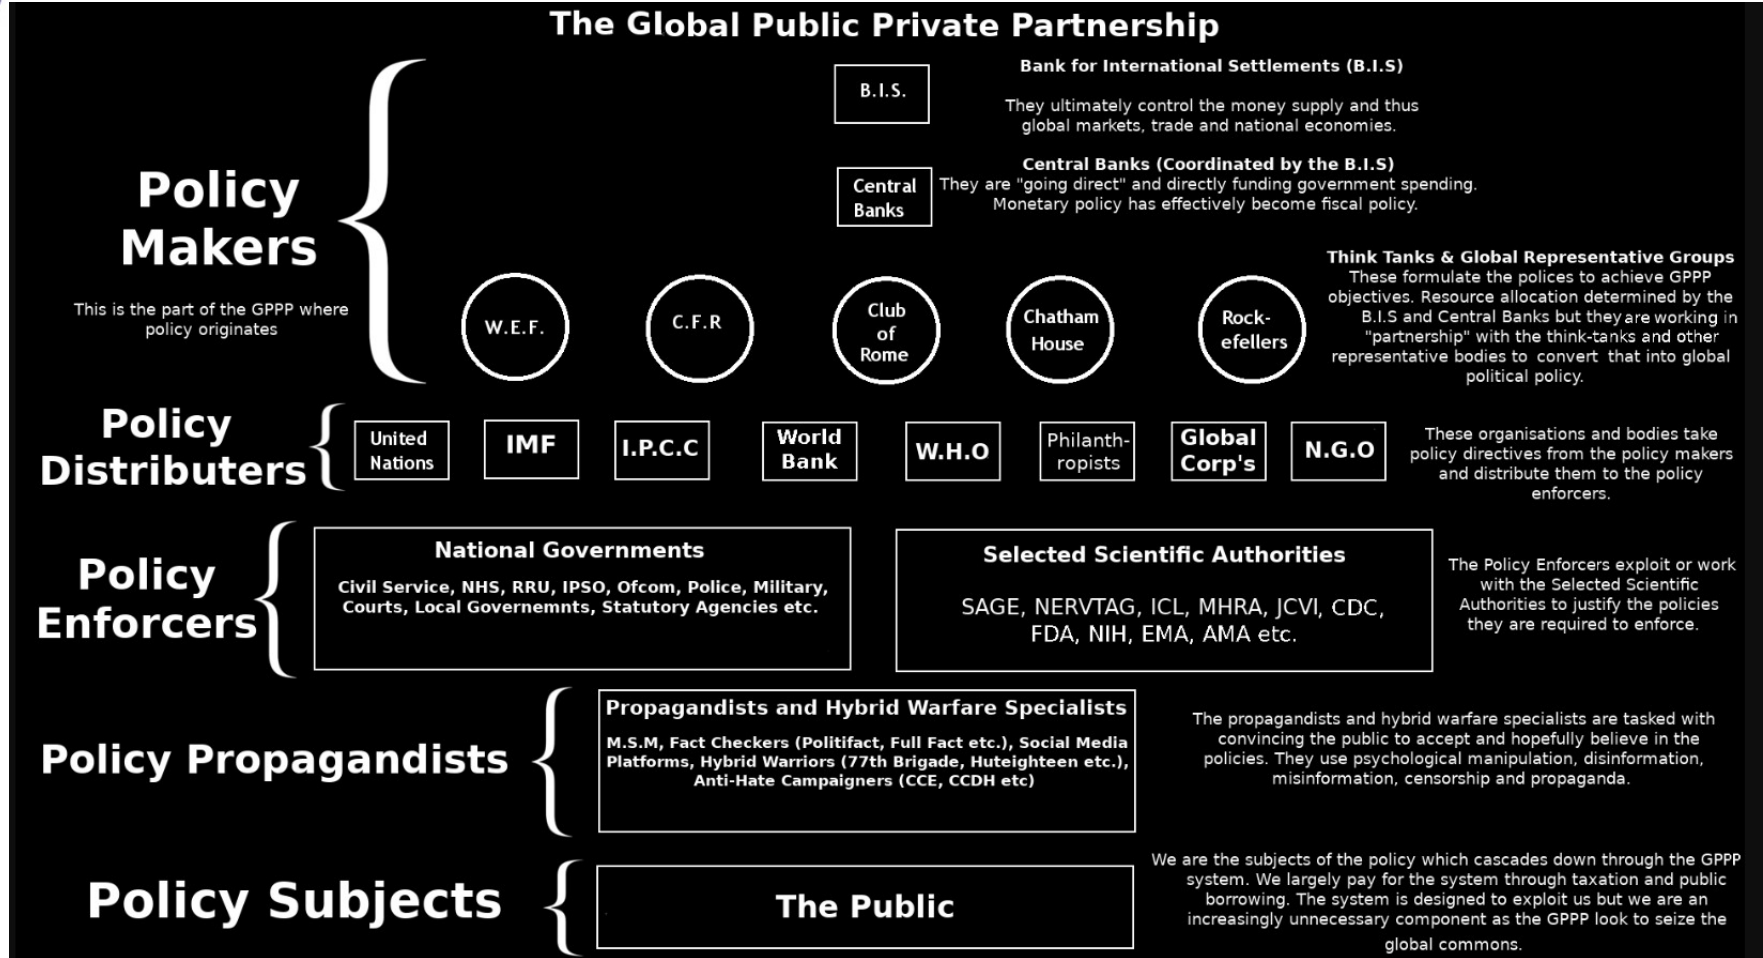 The Global Public Private Partnership
Policy
Makers
This is the part of the GPPP where
policy originates
B.I.S.
Bank for International Settlements (B.I.S)
They ultimately control the money supply and thus
global markets, trade and national economies.
Central
Banks
Central Banks (Coordinated by the B.I.S)
They are "going direct" and directly funding government spending.
Monetary policy has effectively become fiscal policy.
W.E.F.
C.F.R
Club
of
Rome
Chatham
House
Rock-
efellers
Think Tanks & Global Representative Groups
These formulate the polices to achieve GPPP
objectives. Resource allocation determined by the
B.I.S and Central Banks but they are working in
"partnership" with the think-tanks and other
representative bodies to convert that into global
political policy.
Policy
Distributers
United
Nations
IMF
I.P.C.C
World
Bank
W.H.O
Philanth-
ropists
Global
Corp's
N.G.O
These organisations and bodies take
policy directives from the policy makers
and distribute them to the policy
enforcers.
Policy
Enforcers
National Governments
Civil Service, NHS, RRU, IPSO, Ofcom, Police, Military,
Courts, Local Governemnts, Statutory Agencies etc.
Selected Scientific Authorities
SAGE, NERVTAG, ICL, MHRA, JCVI, CDC,
FDA, NIH, EMA, AMA etc.
The Policy Enforcers exploit or work
with the Selected Scientific
Authorities to justify the policies
they are required to enforce.
Policy Propagandists
Propagandists and Hybrid Warfare Specialists
M.S.M, Fact Checkers (Politifact, Full Fact etc.), Social Media
Platforms, Hybrid Warriors (77th Brigade, Huteighteen etc.),
Anti-Hate Campaigners (CCE, CCDH etc)
The propagandists and hybrid warfare specialists are tasked with
convincing the public to accept and hopefully believe in the
policies. They use psychological manipulation, disinformation,
misinformation, censorship and propaganda.
Policy Subjects
The Public
We are the subjects of the policy which cascades down through the GPPP
system. We largely pay for the system through taxation and public
borrowing. The system is designed to exploit us but we are an
increasingly unnecessary component as the GPPP look to seize the
global commons.